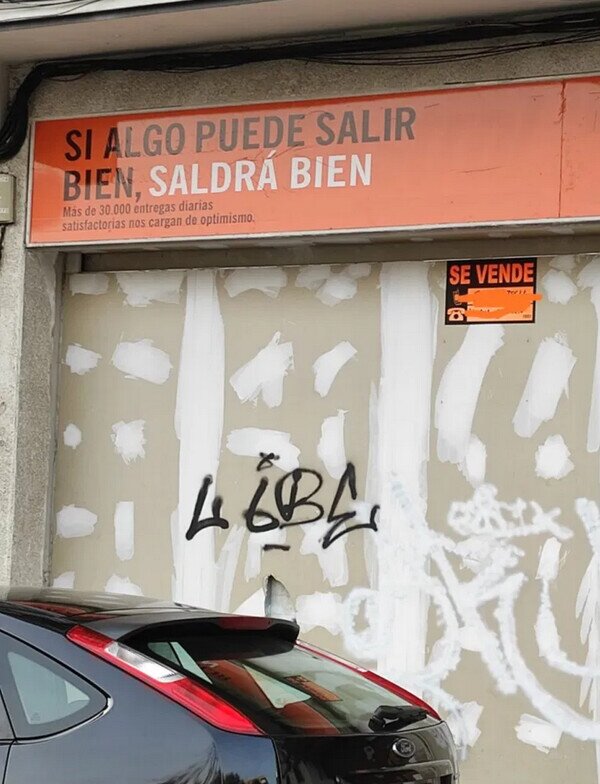 SI ALGO PUEDE SALIR
BIEN, SALDRÁ BIEN
Más de 30.000 entregas diarias
satisfactorias nos cargan de optimismo.
SE VENDE
Ford